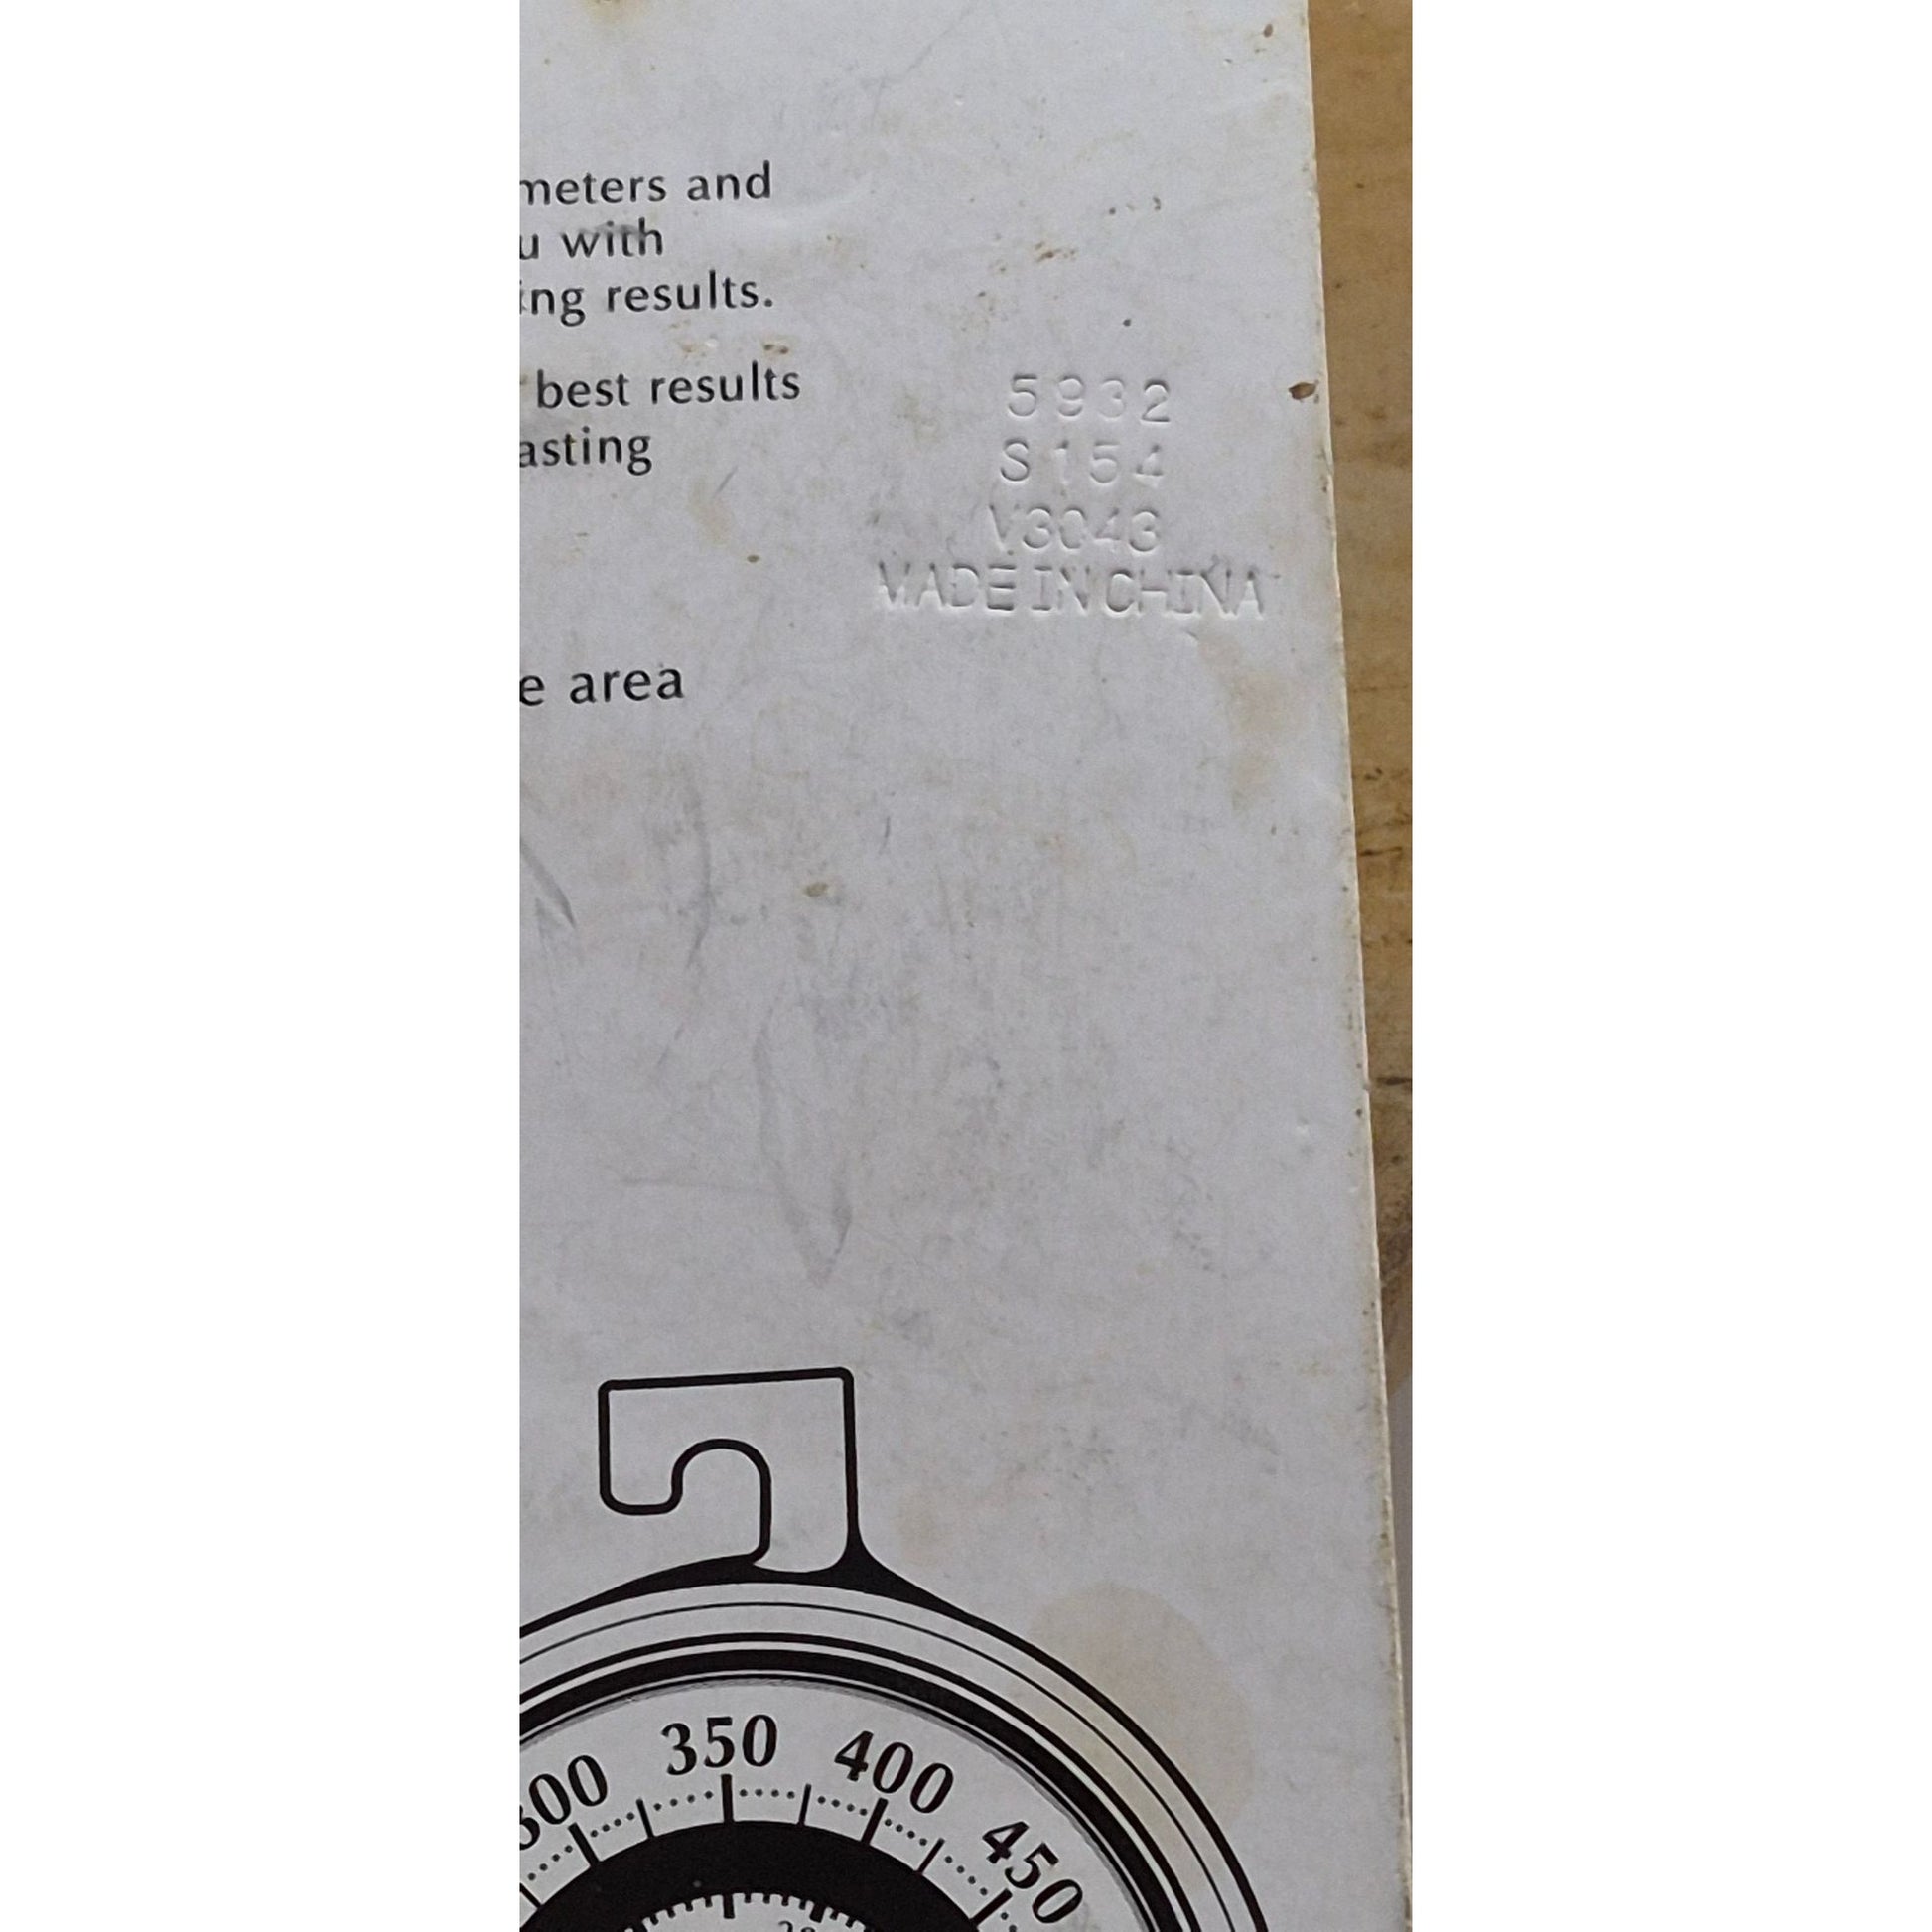 meters and
u with
ing results.
best results
asting
5932
S154
V3043
MADE IN CHINA
e area
300
350
400
450